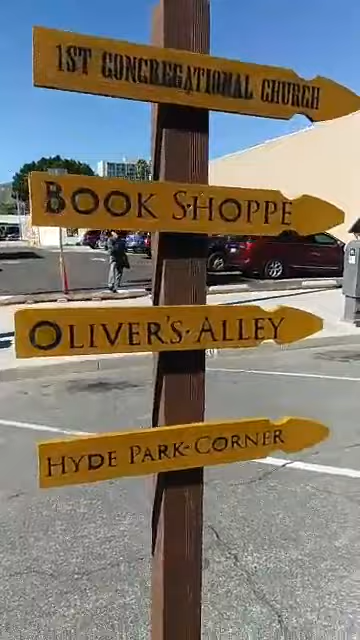 1ST CONGREGATIONAL CHURCH
BOOK SHOPPE
OLIVER'S ALLEY
HYDE PARK CORNER